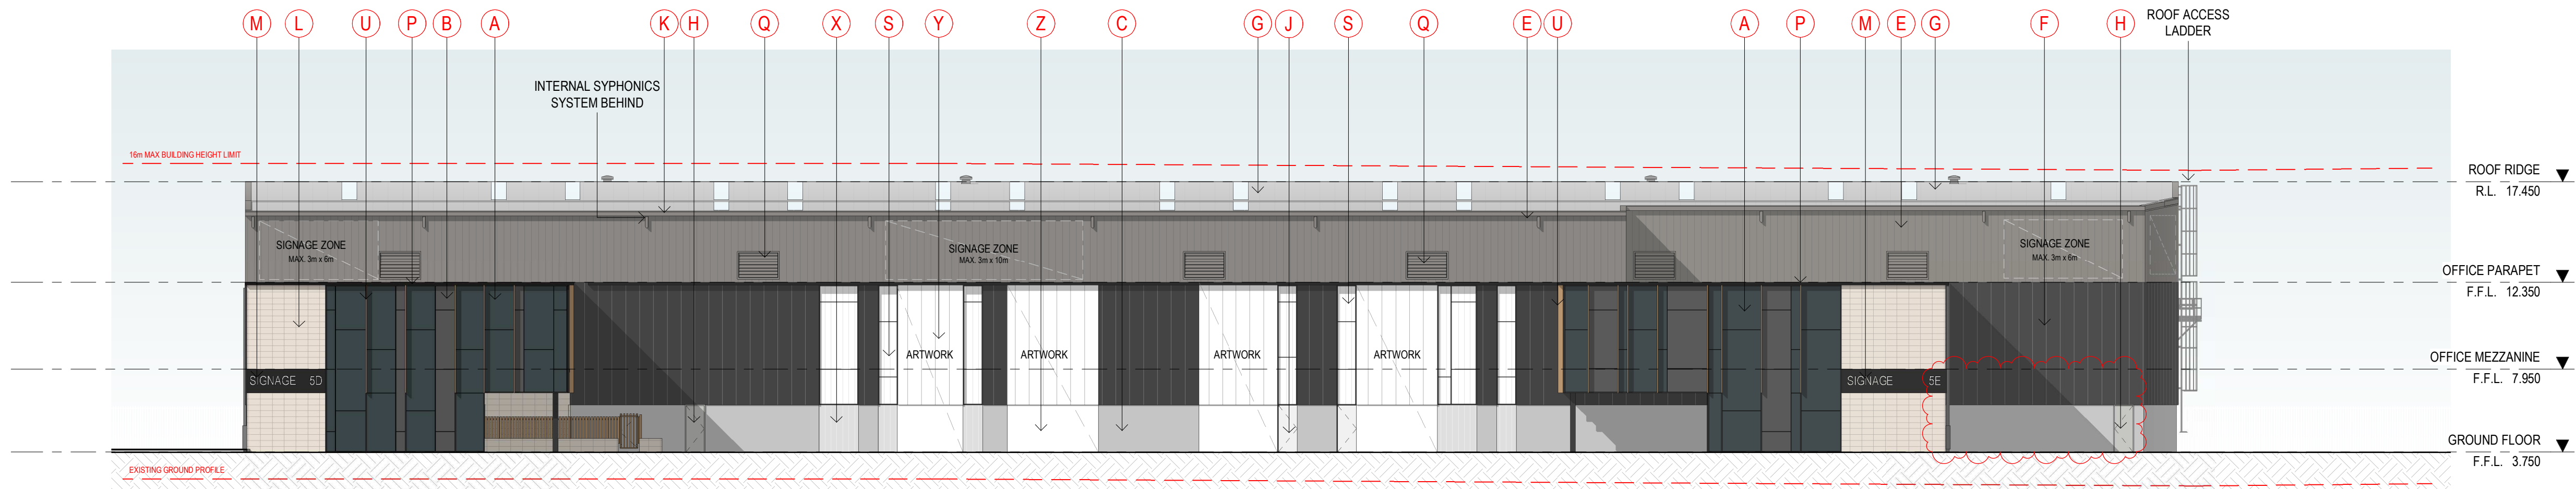 M L U P B A K H Q X S Y Z C G J S Q E U A P M E G F H
ROOF ACCESS
LADDER
INTERNAL SYPHONICS
SYSTEM BEHIND
16m MAX BUILDING HEIGHT LIMIT
ROOF RIDGE
R.L. 17.450
SIGNAGE ZONE
MAX. 3m x 6m
SIGNAGE ZONE
MAX. 3m x 10m
SIGNAGE ZONE
MAX. 3m x 6m
OFFICE PARAPET
F.F.L. 12.350
ARTWORK
ARTWORK
ARTWORK
ARTWORK
OFFICE MEZZANINE
F.F.L. 7.950
SIGNAGE 5D
SIGNAGE 5E
GROUND FLOOR
F.F.L. 3.750
EXISTING GROUND PROFILE